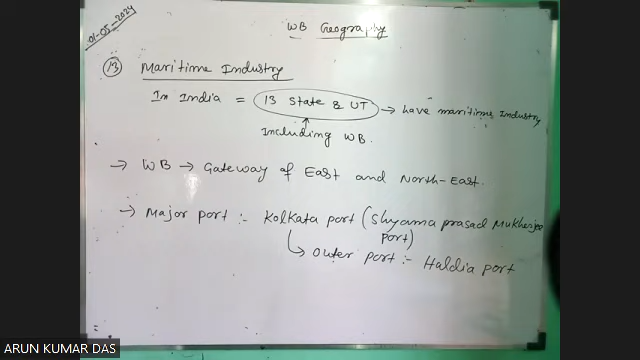 01-05-2024
WB Geography
13 Maritime Industry
In India = 13 State & UT → have maritime Industry
Including WB.
→ WB → Gateway of East and North-East.
→ Major port :- Kolkata port (Shyama prasad Mukherjee
port)
↳ Outer port :- Haldia port
ARUN KUMAR DAS